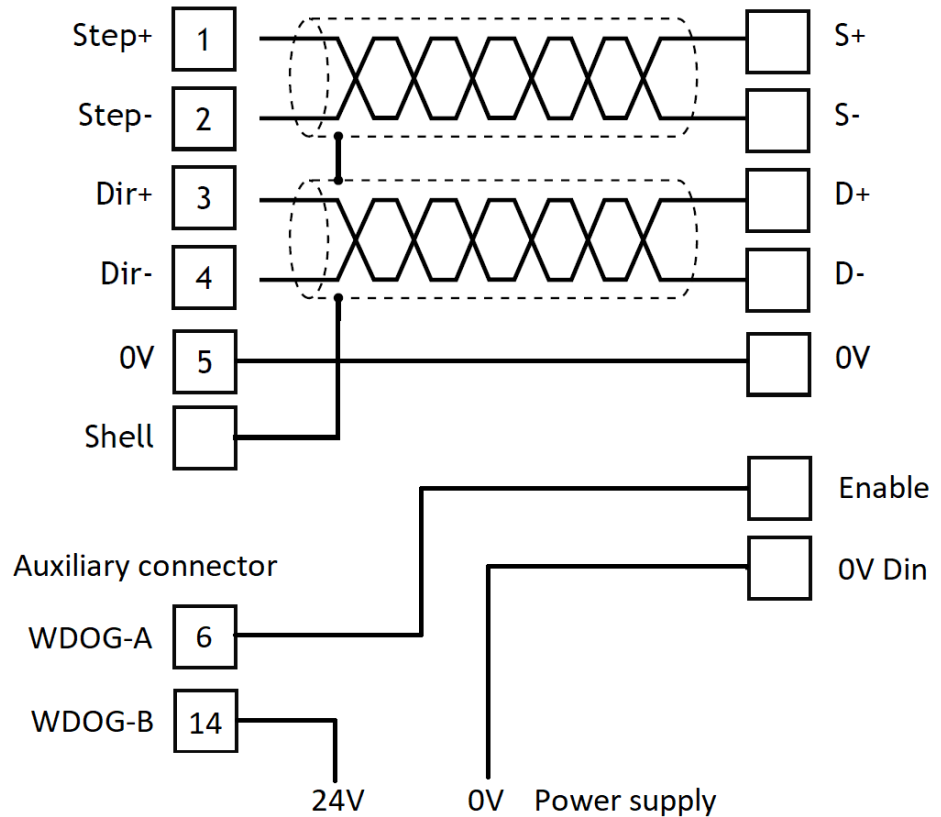 Step+ 1 S+
Step- 2 S-
Dir+ 3 D+
Dir- 4 D-
0V 5 0V
Shell
Enable
Auxiliary connector
0V Din
WDOG-A 6
WDOG-B 14
24V 0V Power supply